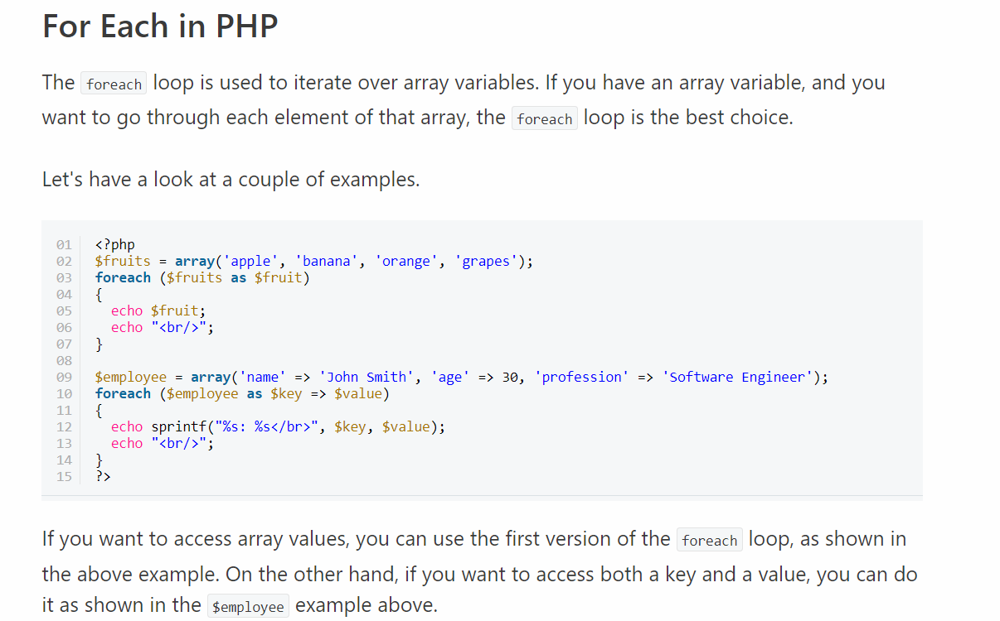 For Each in PHP
The foreach loop is used to iterate over array variables. If you have an array variable, and you
want to go through each element of that array, the foreach loop is the best choice.
Let's have a look at a couple of examples.
01 <?php
02 $fruits = array('apple', 'banana', 'orange', 'grapes');
03 foreach ($fruits as $fruit)
04 {
05   echo $fruit;
06   echo "<br/>";
07 }
08
09 $employee = array('name' => 'John Smith', 'age' => 30, 'profession' => 'Software Engineer');
10 foreach ($employee as $key => $value)
11 {
12   echo sprintf("%s: %s</br>", $key, $value);
13   echo "<br/>";
14 }
15 ?>
If you want to access array values, you can use the first version of the foreach loop, as shown in
the above example. On the other hand, if you want to access both a key and a value, you can do
it as shown in the $employee example above.